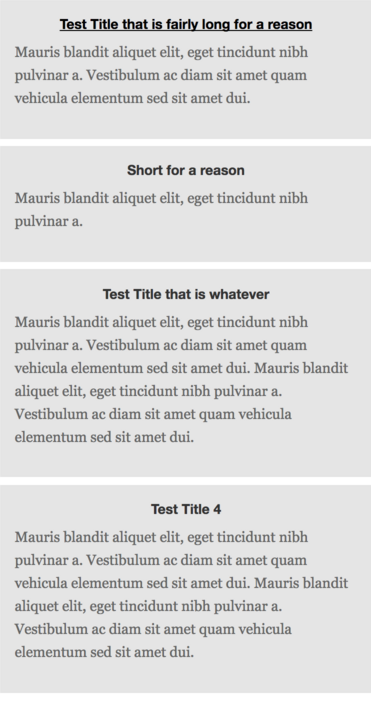 Test Title that is fairly long for a reason
Mauris blandit aliquet elit, eget tincidunt nibh
pulvinar a. Vestibulum ac diam sit amet quam
vehicula elementum sed sit amet dui.
Short for a reason
Mauris blandit aliquet elit, eget tincidunt nibh
pulvinar a.
Test Title that is whatever
Mauris blandit aliquet elit, eget tincidunt nibh
pulvinar a. Vestibulum ac diam sit amet quam
vehicula elementum sed sit amet dui. Mauris blandit
aliquet elit, eget tincidunt nibh pulvinar a.
Vestibulum ac diam sit amet quam vehicula
elementum sed sit amet dui.
Test Title 4
Mauris blandit aliquet elit, eget tincidunt nibh
pulvinar a. Vestibulum ac diam sit amet quam
vehicula elementum sed sit amet dui. Mauris blandit
aliquet elit, eget tincidunt nibh pulvinar a.
Vestibulum ac diam sit amet quam vehicula
elementum sed sit amet dui.